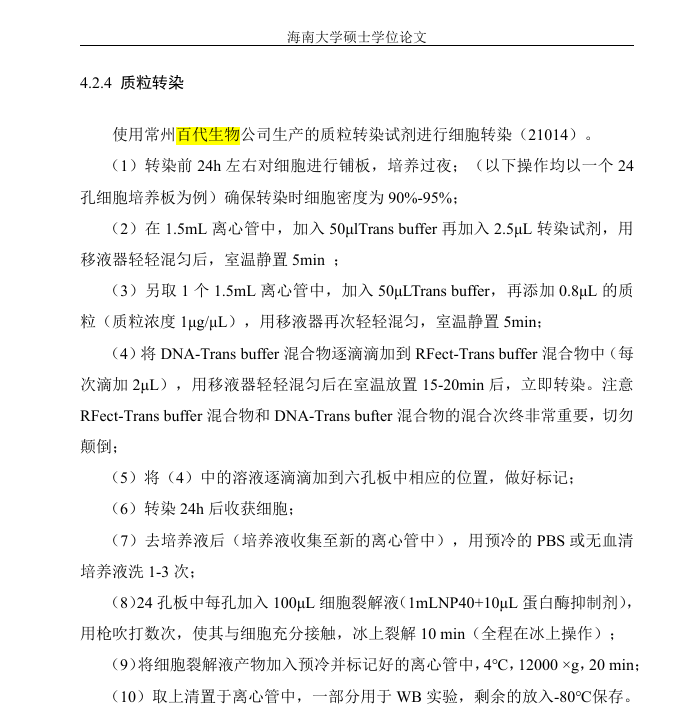 海南大学硕士学位论文
4.2.4 质粒转染
使用常州百代生物公司生产的质粒转染试剂进行细胞转染（21014）。
（1）转染前 24h 左右对细胞进行铺板，培养过夜；（以下操作均以一个 24
孔细胞培养板为例）确保转染时细胞密度为 90%-95%；
（2）在 1.5mL 离心管中，加入 50μlTrans buffer 再加入 2.5μL 转染试剂，用
移液器轻轻混匀后，室温静置 5min ；
（3）另取 1 个 1.5mL 离心管中，加入 50μLTrans buffer，再添加 0.8μL 的质
粒（质粒浓度 1μg/μL），用移液器再次轻轻混匀，室温静置 5min；
（4）将 DNA-Trans buffer 混合物逐滴滴加到 RFect-Trans buffer 混合物中（每
次滴加 2μL），用移液器轻轻混匀后在室温放置 15-20min 后，立即转染。注意
RFect-Trans buffer 混合物和 DNA-Trans bufter 混合物的混合次终非常重要，切勿
颠倒；
（5）将（4）中的溶液逐滴滴加到六孔板中相应的位置，做好标记；
（6）转染 24h 后收获细胞；
（7）去培养液后（培养液收集至新的离心管中），用预冷的 PBS 或无血清
培养液洗 1-3 次；
（8）24 孔板中每孔加入 100μL 细胞裂解液（1mLNP40+10μL 蛋白酶抑制剂），
用枪吹打数次，使其与细胞充分接触，冰上裂解 10 min（全程在冰上操作）；
（9）将细胞裂解液产物加入预冷并标记好的离心管中，4℃，12000 ×g，20 min；
（10）取上清置于离心管中，一部分用于 WB 实验，剩余的放入-80℃保存。